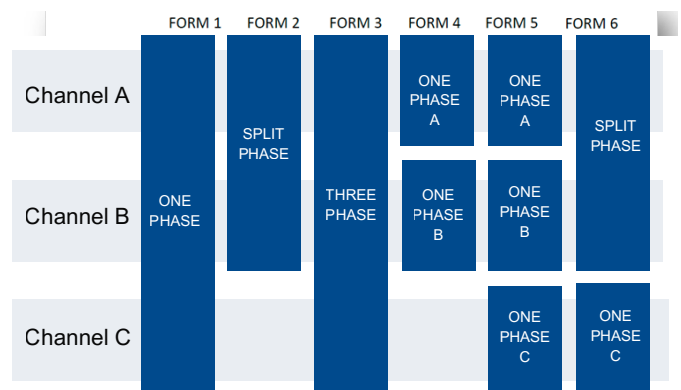 FORM 1 FORM 2 FORM 3 FORM 4 FORM 5 FORM 6
Channel A
Channel B
Channel C
ONE
PHASE
SPLIT
PHASE
THREE
PHASE
ONE
PHASE
A
ONE
PHASE
B
ONE
PHASE
A
ONE
PHASE
B
ONE
PHASE
C
SPLIT
PHASE
ONE
PHASE
C